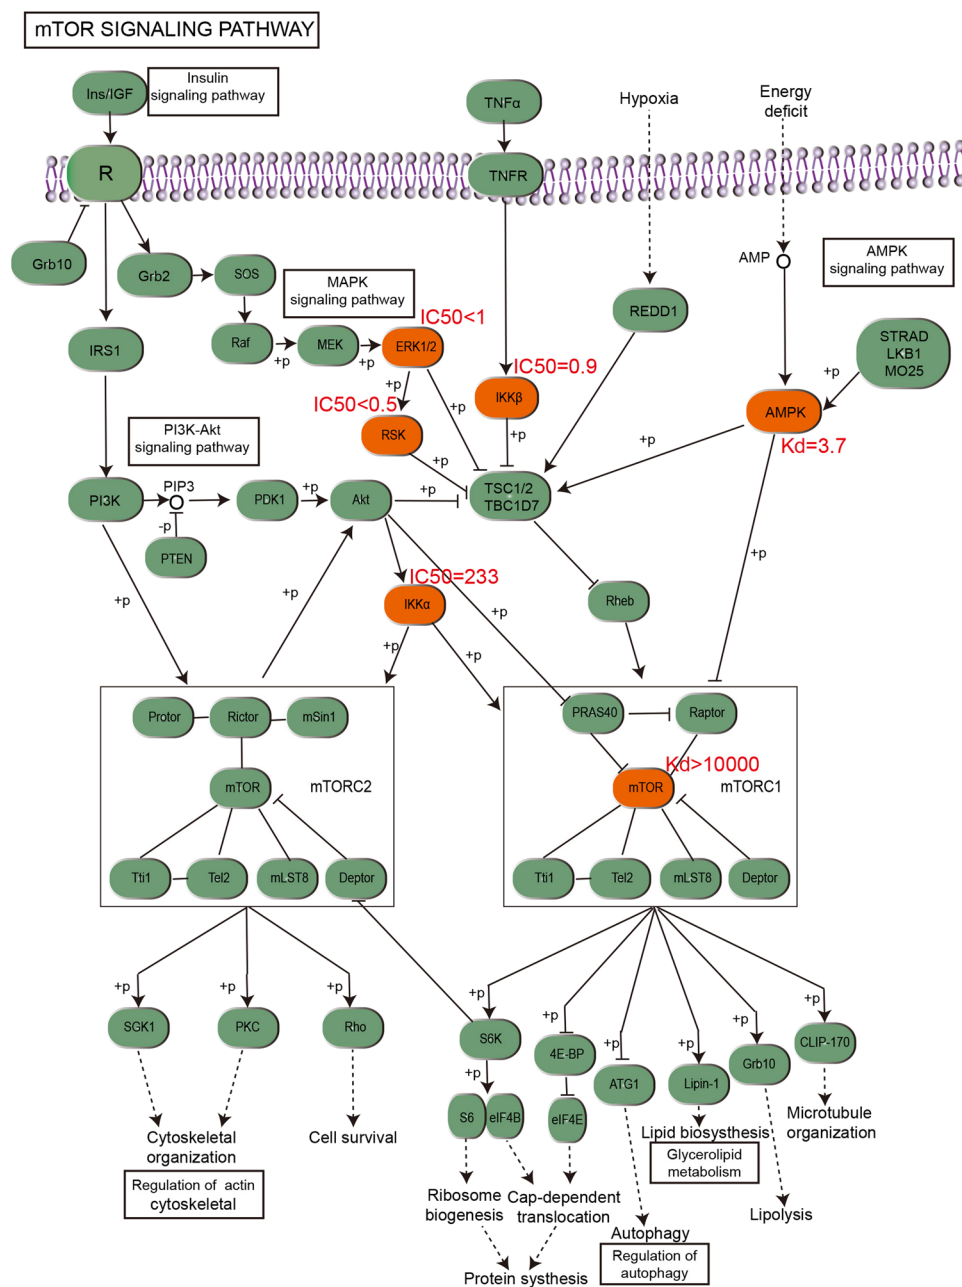 mTOR SIGNALING PATHWAY
Ins/IGF
Insulin
signaling pathway
TNFα
Hypoxia
Energy
deficit
R
TNFR
Grb10
Grb2
SOS
MAPK
signaling pathway
AMP
AMPK
signaling pathway
REDD1
IC50<1
IRS1
Raf
+p
MEK
+p
ERK1/2
STRAD
LKB1
MO25
IC50=0.9
+p
+p
+p
IKKβ
IC50<0.5
RSK
AMPK
Kd=3.7
PI3K-Akt
signaling pathway
+p
+p
+p
PI3K
PIP3
PDK1
+p
Akt
+p
TSC1/2
TBC1D7
-p
PTEN
+p
+p
IC50=233
IKKα
+p
Rheb
+p
+p
+p
Protor
Rictor
mSin1
PRAS40
Raptor
Kd>10000
mTOR
mTORC2
mTOR
mTORC1
Tti1
Tel2
mLST8
Deptor
Tti1
Tel2
mLST8
Deptor
+p
+p
+p
+p
+p
+p
+p
+p
+p
SGK1
PKC
Rho
S6K
4E-BP
ATG1
Lipin-1
Grb10
CLIP-170
+p
S6
eIF4B
eIF4E
Cytoskeletal
organization
Cell survival
Lipid biosysthesis
Microtubule
organization
Regulation of actin
cytoskeletal
Glycerolipid
metabolism
Ribosome
biogenesis
Cap-dependent
translocation
Lipolysis
Autophagy
Regulation of
autophagy
Protein systhesis